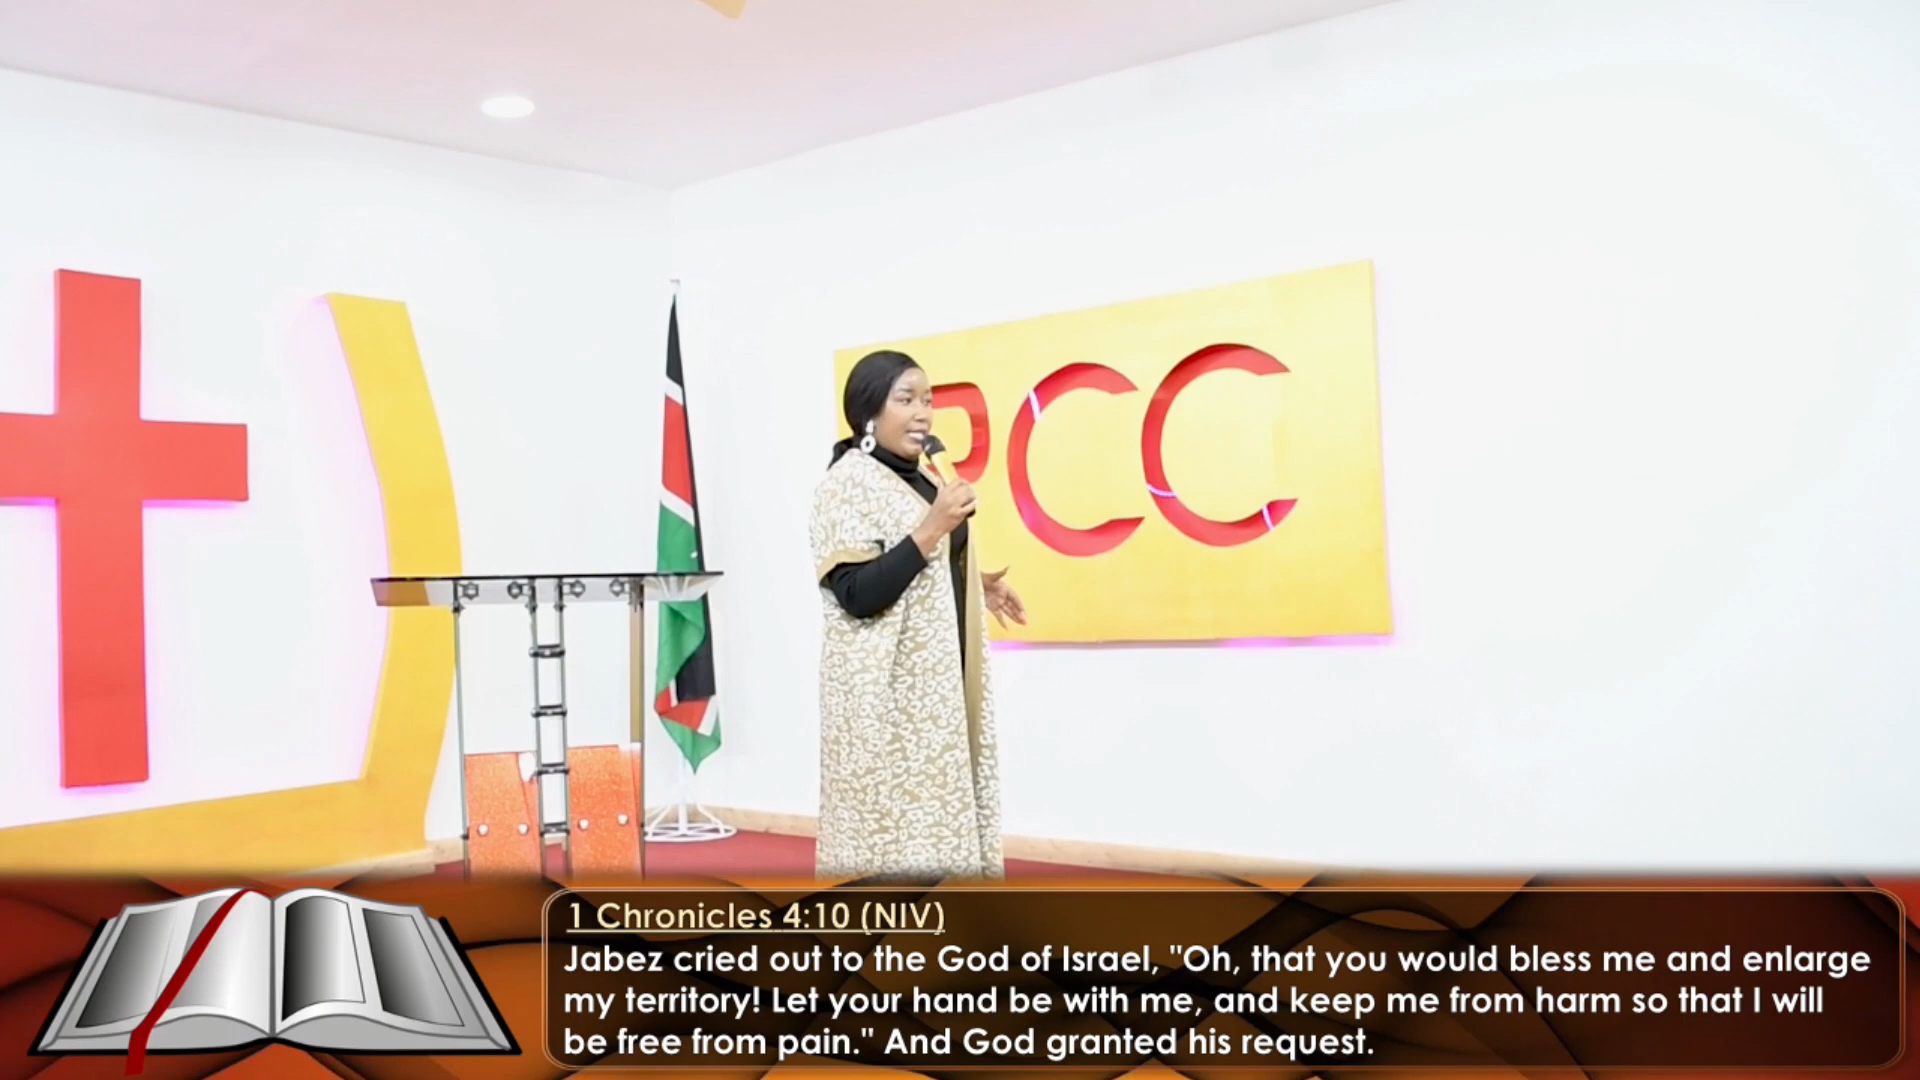 PCC
1 Chronicles 4:10 (NIV)
Jabez cried out to the God of Israel, "Oh, that you would bless me and enlarge
my territory! Let your hand be with me, and keep me from harm so that I will
be free from pain." And God granted his request.